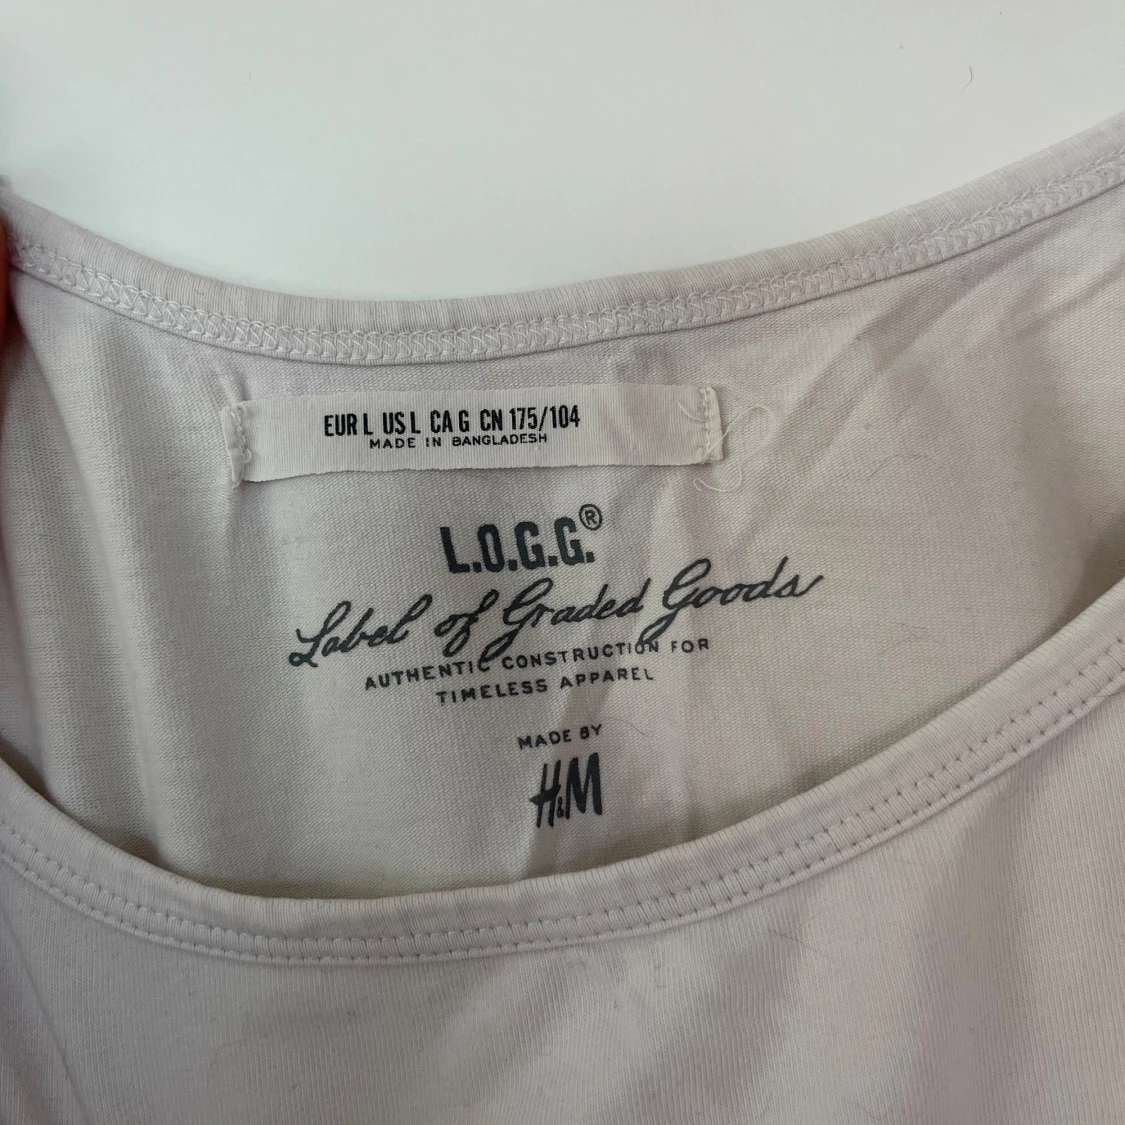 EUR L US L CA G CN 175/104
MADE IN BANGLADESH
L.O.G.G.®
Label of Graded Goods
AUTHENTIC CONSTRUCTION FOR
TIMELESS APPAREL
MADE BY
H&M